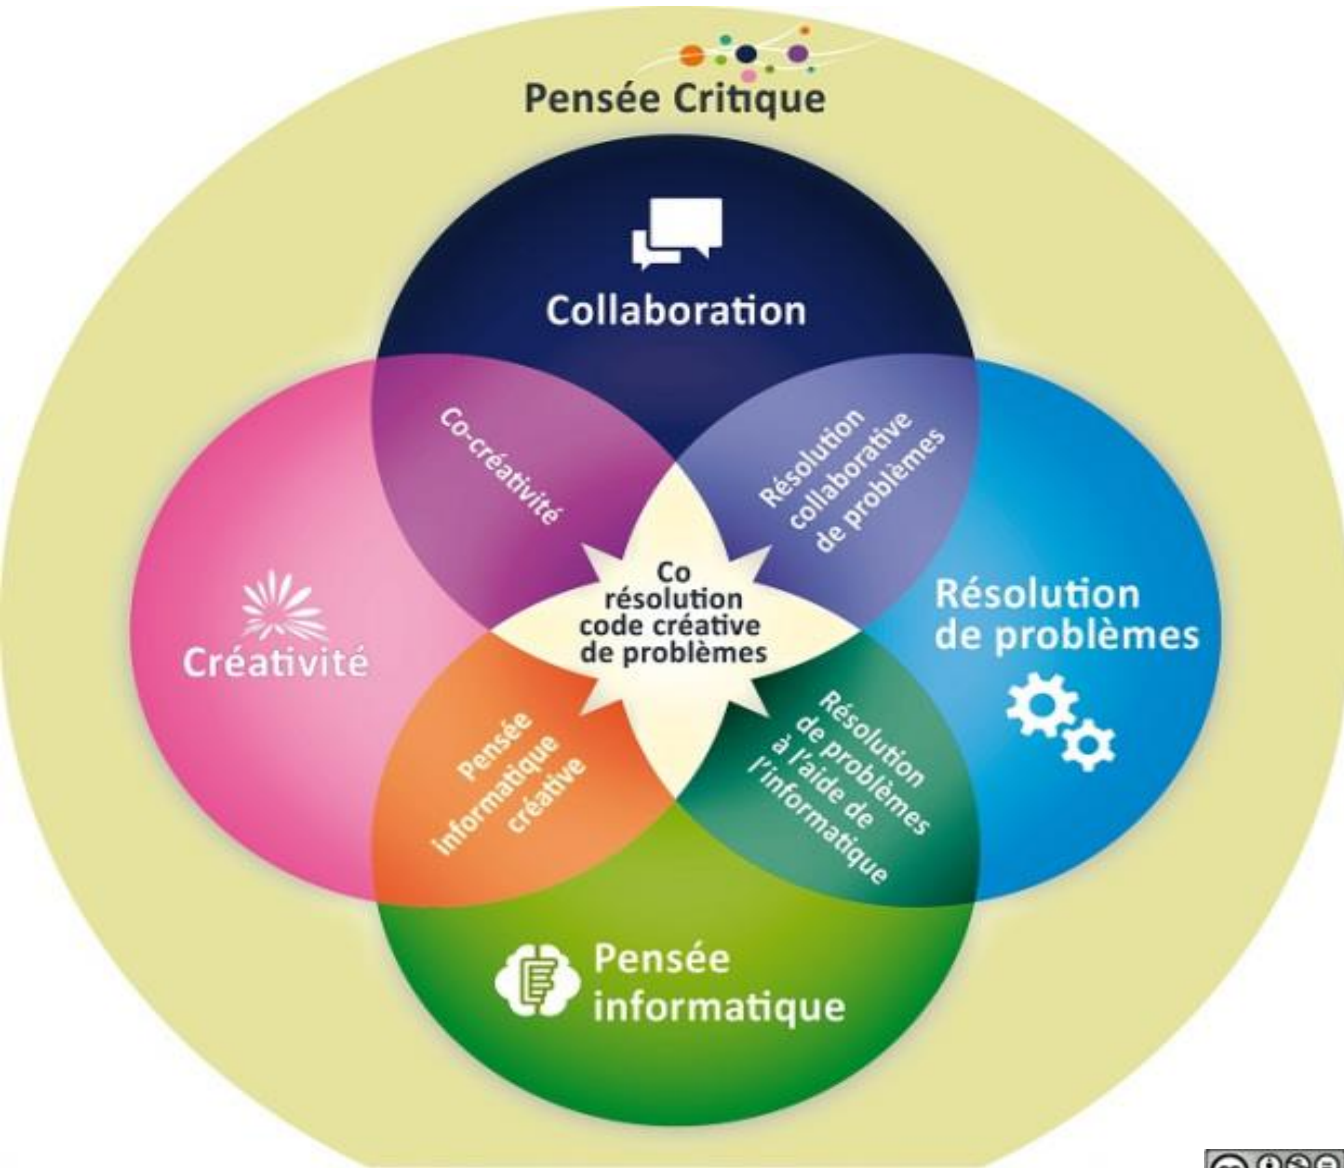 Pensée Critique
Collaboration
Co-créativité
Résolution
collaborative
de problèmes
Créativité
Co
résolution
code créative
de problèmes
Résolution
de problèmes
Pensée
informatique
créative
Résolution
de problèmes
à l'aide de
l'informatique
Pensée
informatique